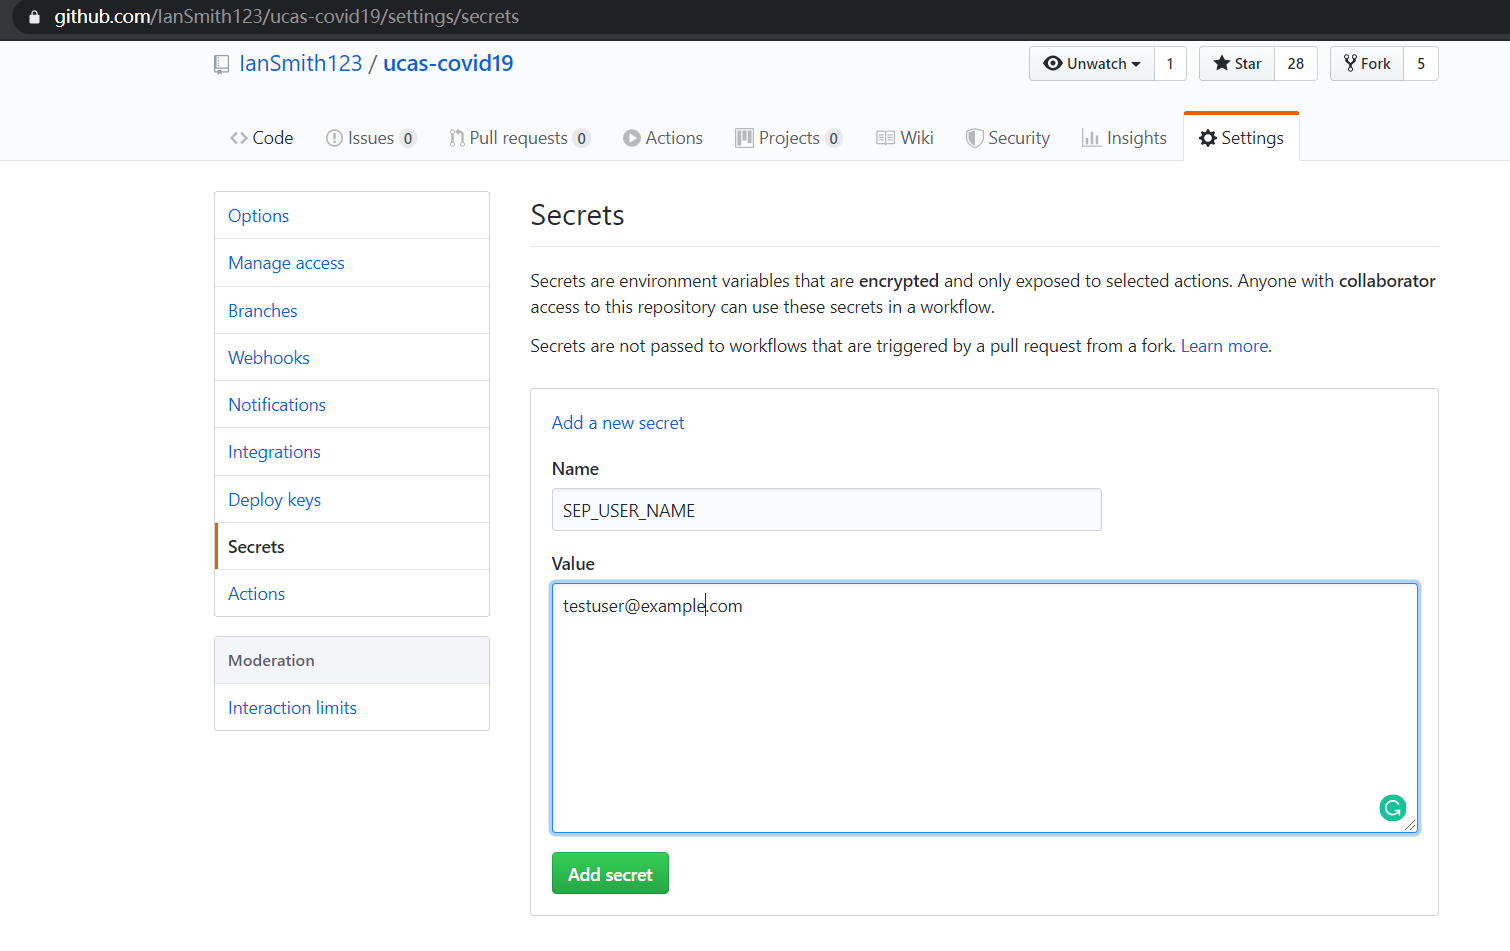 github.com/IanSmith123/ucas-covid19/settings/secrets
IanSmith123 / ucas-covid19
Unwatch 1 Star 28 Fork 5
Code Issues 0 Pull requests 0 Actions Projects 0 Wiki Security Insights Settings
Options
Manage access
Branches
Webhooks
Notifications
Integrations
Deploy keys
Secrets
Actions
Moderation
Interaction limits
Secrets
Secrets are environment variables that are encrypted and only exposed to selected actions. Anyone with collaborator
access to this repository can use these secrets in a workflow.
Secrets are not passed to workflows that are triggered by a pull request from a fork. Learn more.
Add a new secret
Name
SEP_USER_NAME
Value
testuser@example.com
Add secret